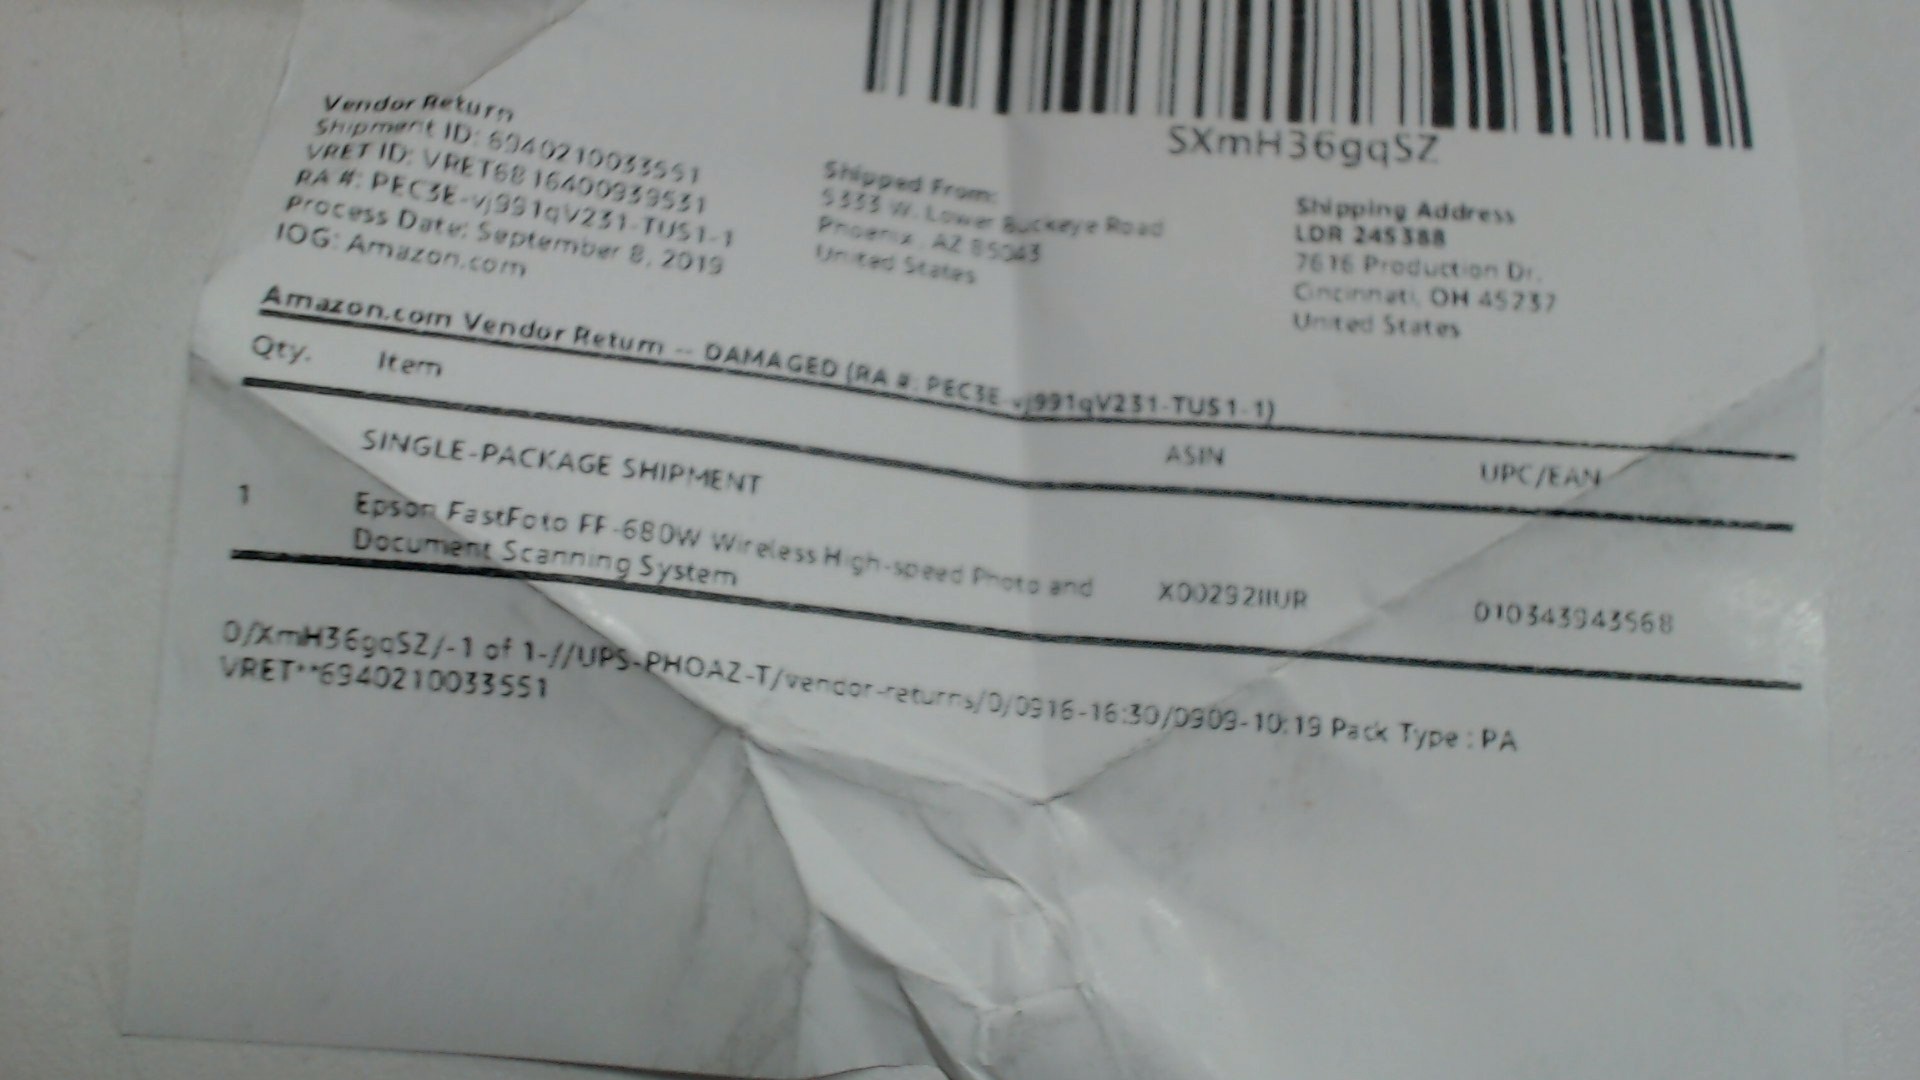 SXmH36gqSZ
Vendor Return
Shipment ID: 6940210033551
VRET ID: VRET6816400939531
RA #: PEC3E-vj991qV231-TUS1-1
Process Date: September 8, 2019
IOG: Amazon.com
Shipped From:
5333 W. Lower Buckeye Road
Phoenix, AZ 85043
United States
Shipping Address
LDR 245388
7616 Production Dr.
Cincinnati, OH 45237
United States
Amazon.com Vendor Return -- DAMAGED (RA #: PEC3E-vj991qV231-TUS1-1)
Qty. Item ASIN UPC/EAN
SINGLE-PACKAGE SHIPMENT
1 Epson FastFoto FF-680W Wireless High-speed Photo and X00292IIUR 010343943568
Document Scanning System
0/XmH36gqSZ/-1 of 1-//UPS-PHOAZ-T/vendor-returns/0/0916-16:30/0909-10:19 Pack Type : PA
VRET**6940210033551